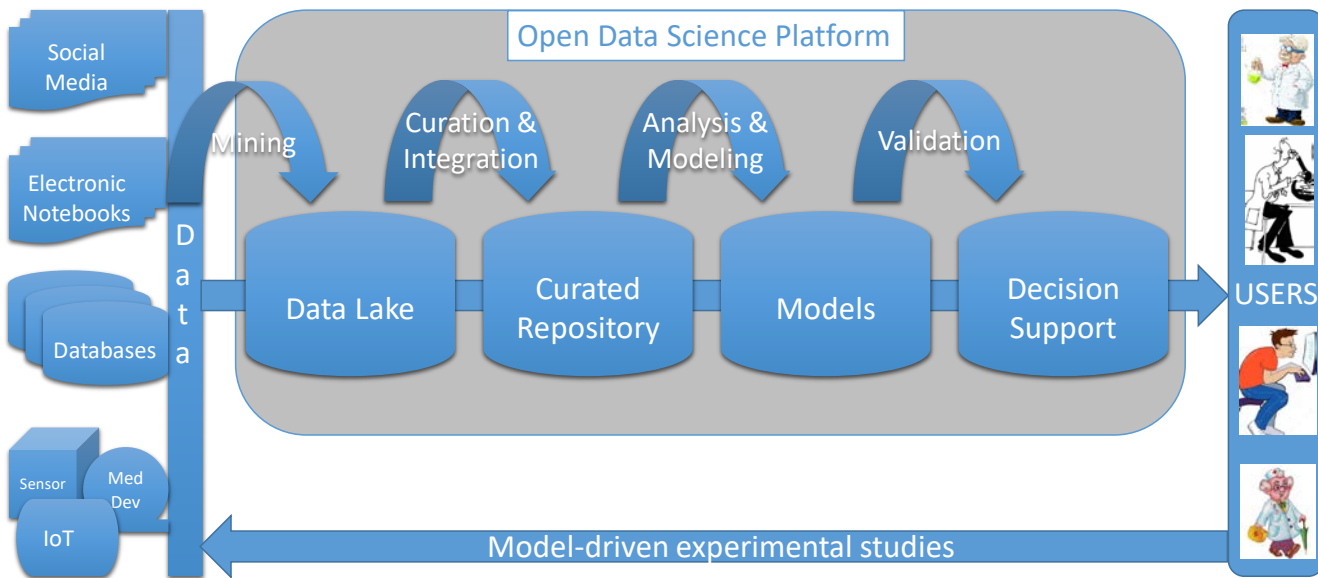 Open Data Science Platform
Social
Media
Electronic
Notebooks
Databases
Sensor
Med
Dev
IoT
D
a
t
a
Mining
Curation &
Integration
Analysis &
Modeling
Validation
Data Lake
Curated
Repository
Models
Decision
Support
USERS
Model-driven experimental studies